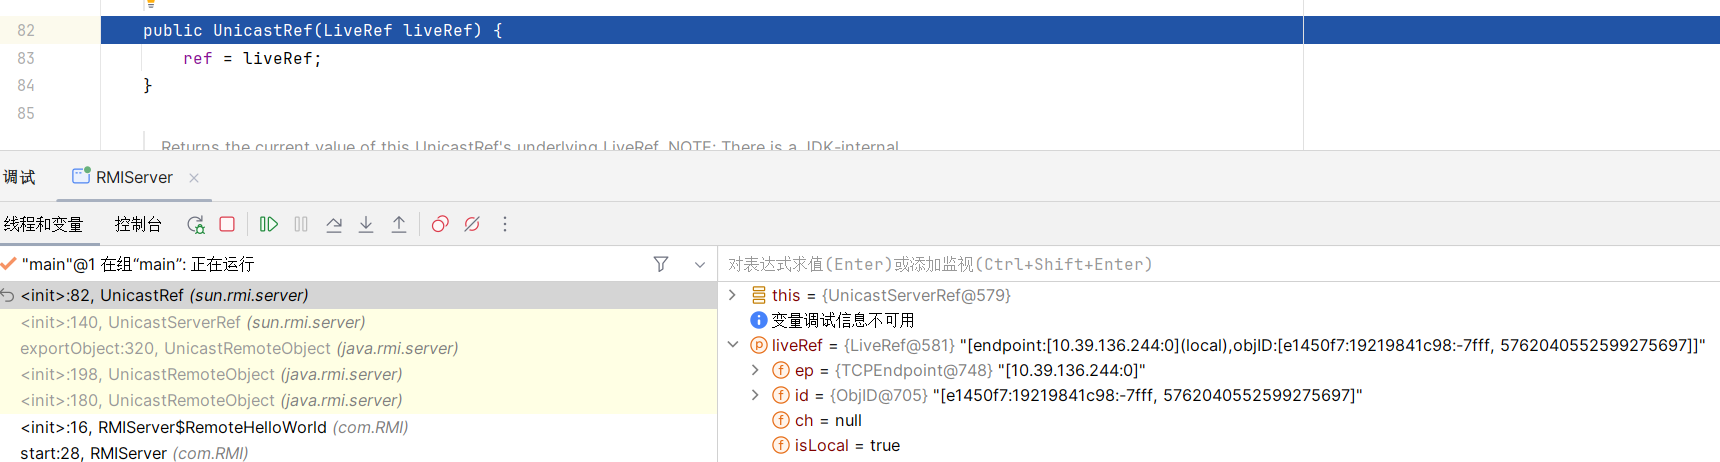 82 public UnicastRef(LiveRef liveRef) {
83 ref = liveRef;
84 }
85
Returns the current value of this UnicastRef's underlying LiveRef. NOTE: There is a JDK-internal
调试 RMIServer ×
线程和变量 控制台
"main"@1 在组“main”: 正在运行
对表达式求值(Enter)或添加监视(Ctrl+Shift+Enter)
<init>:82, UnicastRef (sun.rmi.server)
<init>:140, UnicastServerRef (sun.rmi.server)
exportObject:320, UnicastRemoteObject (java.rmi.server)
<init>:198, UnicastRemoteObject (java.rmi.server)
<init>:180, UnicastRemoteObject (java.rmi.server)
<init>:16, RMIServer$RemoteHelloWorld (com.RMI)
start:28, RMIServer (com.RMI)
this = {UnicastServerRef@579}
变量调试信息不可用
liveRef = {LiveRef@581} "[endpoint:[10.39.136.244:0](local),objID:[e1450f7:19219841c98:-7fff, 5762040552599275697]]"
ep = {TCPEndpoint@748} "[10.39.136.244:0]"
id = {ObjID@705} "[e1450f7:19219841c98:-7fff, 5762040552599275697]"
ch = null
isLocal = true